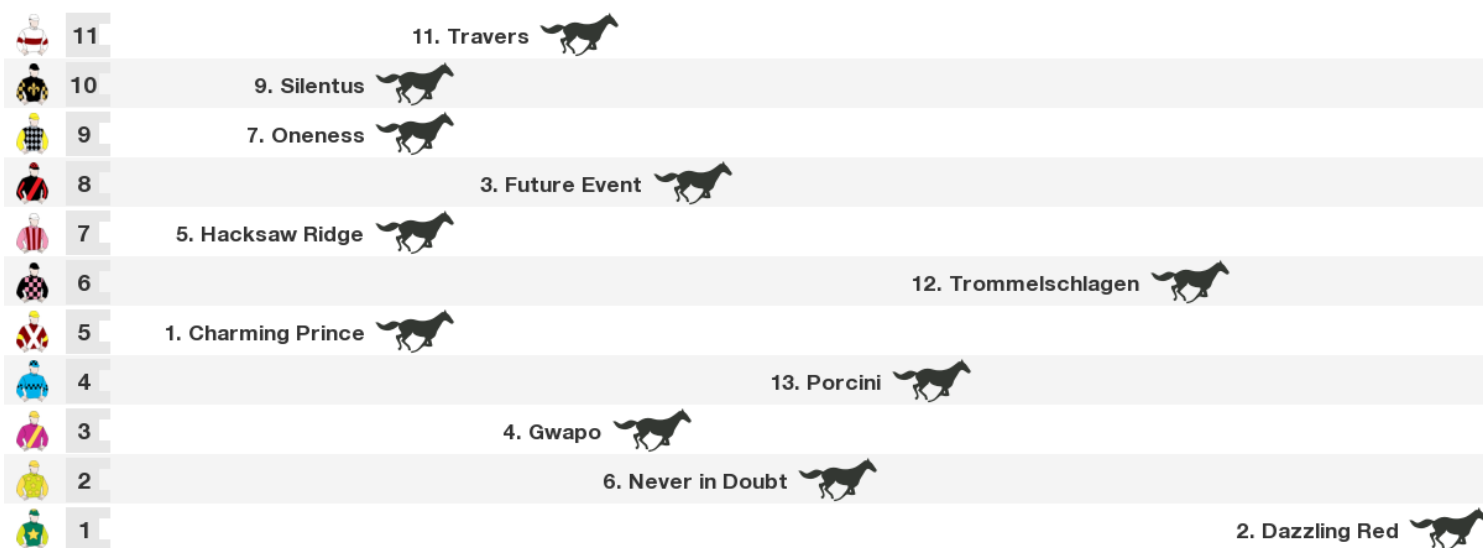 11 11. Travers
10 9. Silentus
9 7. Oneness
8 3. Future Event
7 5. Hacksaw Ridge
6 12. Trommelschlagen
5 1. Charming Prince
4 13. Porcini
3 4. Gwapo
2 6. Never in Doubt
1 2. Dazzling Red